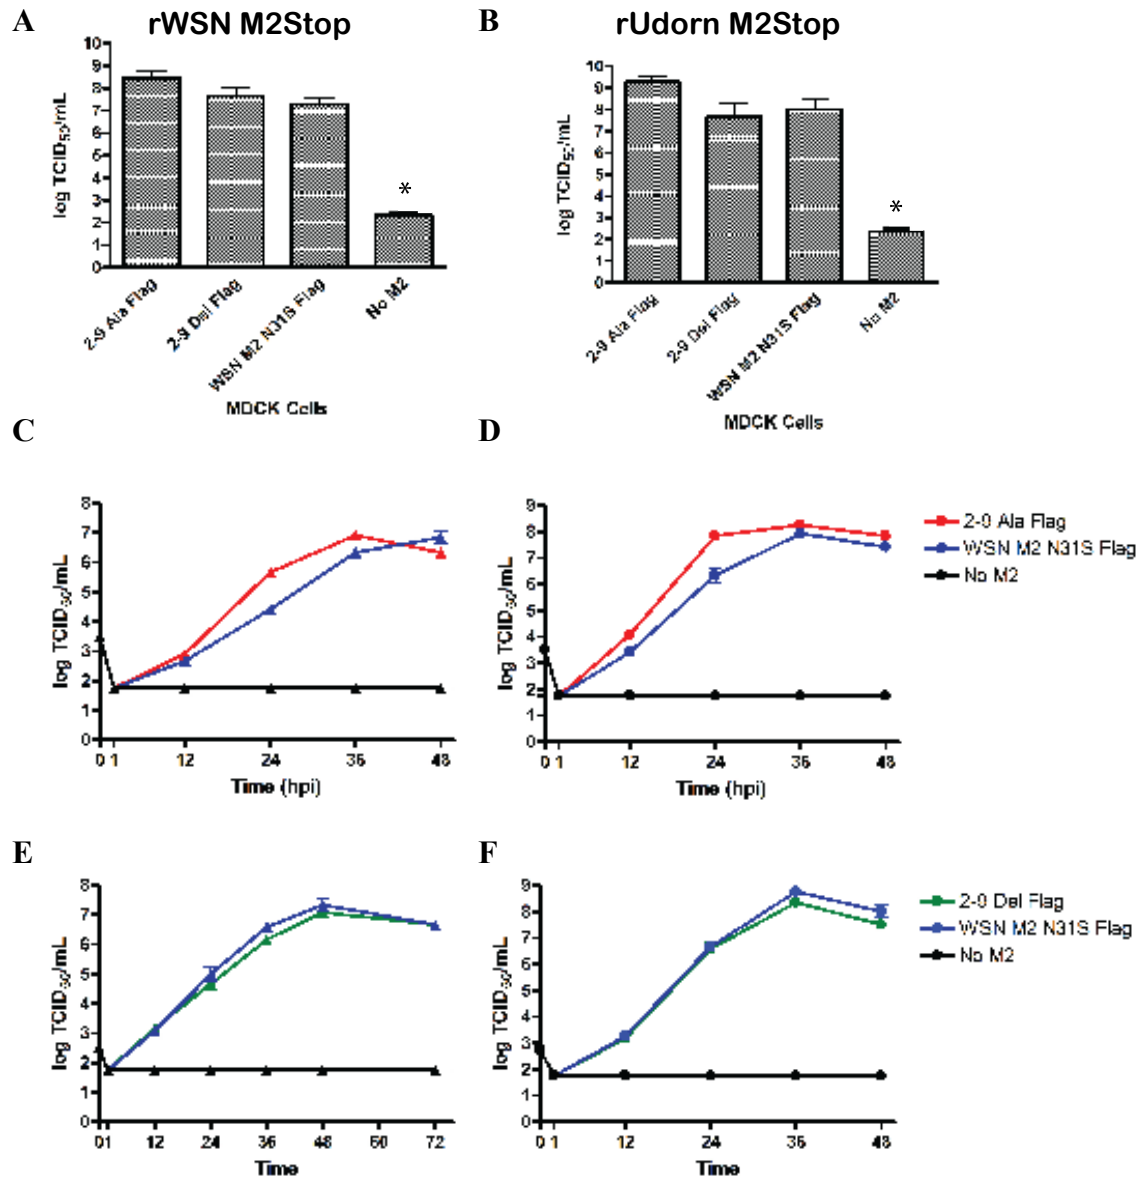 A
rWSN M2Stop
B
rUdorn M2Stop
log TCID50/mL
10
9
8
7
6
5
4
3
2
1
0
*
2-9 Ala Flag
2-9 Del Flag
WSN M2 N31S Flag
No M2
MDCK Cells
log TCID50/mL
10
9
8
7
6
5
4
3
2
1
0
*
2-9 Ala Flag
2-9 Del Flag
WSN M2 N31S Flag
No M2
MDCK Cells
C
log TCID50/mL
8
7
6
5
4
3
2
1
0
0 1 12 24 36 48
Time (hpi)
D
log TCID50/mL
9
8
7
6
5
4
3
2
1
0
0 1 12 24 36 48
Time (hpi)
2-9 Ala Flag
WSN M2 N31S Flag
No M2
E
log TCID50/mL
8
7
6
5
4
3
2
1
0
0 1 12 24 36 48 60 72
Time
F
log TCID50/mL
9
8
7
6
5
4
3
2
1
0
0 1 12 24 36 48
Time
2-9 Del Flag
WSN M2 N31S Flag
No M2